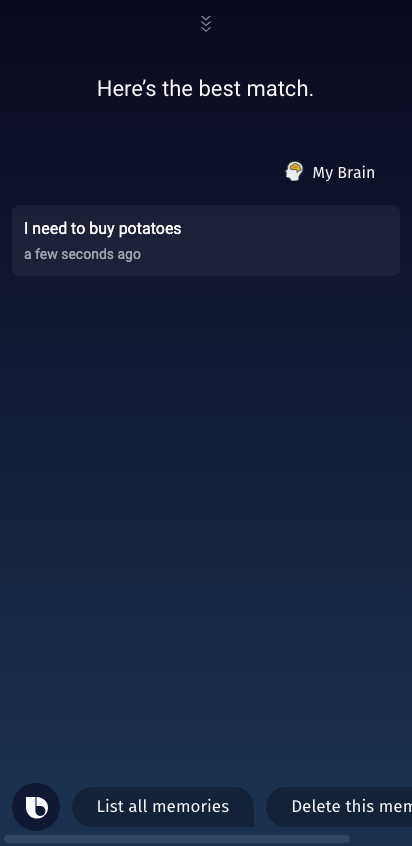 Here’s the best match.
My Brain
I need to buy potatoes
a few seconds ago
List all memories
Delete this mem